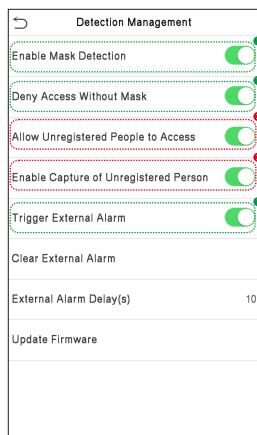 Detection Management
Enable Mask Detection
Deny Access Without Mask
Allow Unregistered People to Access
Enable Capture of Unregistered Person
Trigger External Alarm
Clear External Alarm
External Alarm Delay(s) 10
Update Firmware